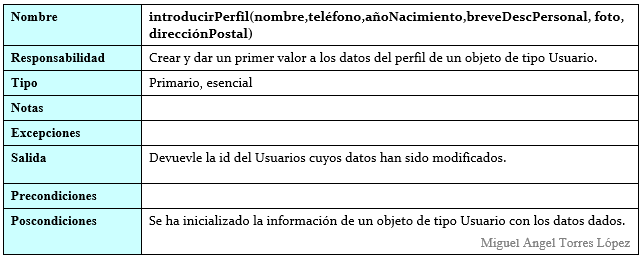 Nombre
introducirPerfil(nombre,teléfono,añoNacimiento,breveDescPersonal, foto,
direcciónPostal)
Responsabilidad
Crear y dar un primer valor a los datos del perfil de un objeto de tipo Usuario.
Tipo
Primario, esencial
Notas
Excepciones
Salida
Devuevle la id del Usuarios cuyos datos han sido modificados.
Precondiciones
Poscondiciones
Se ha inicializado la información de un objeto de tipo Usuario con los datos dados.
Miguel Angel Torres López